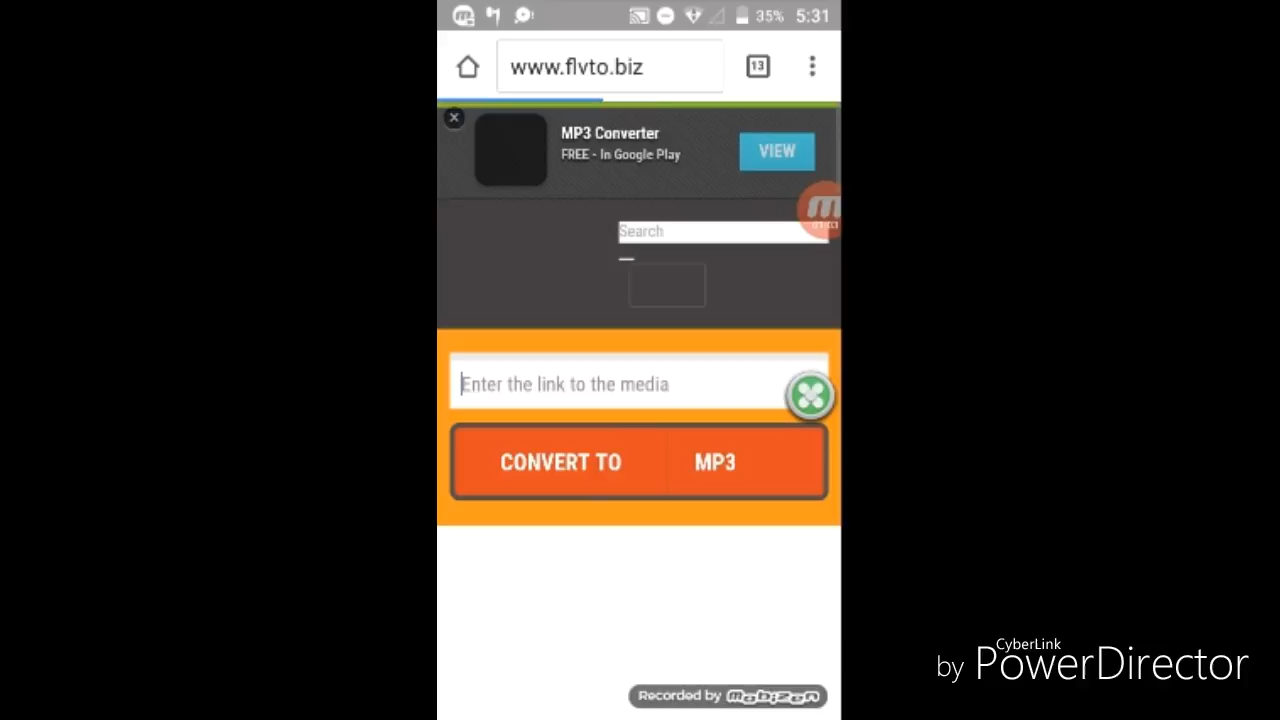 35% 5:31
www.flvto.biz
13
MP3 Converter
FREE - In Google Play
VIEW
Search
Enter the link to the media
CONVERT TO MP3
CyberLink
by PowerDirector
Recorded by mobizen